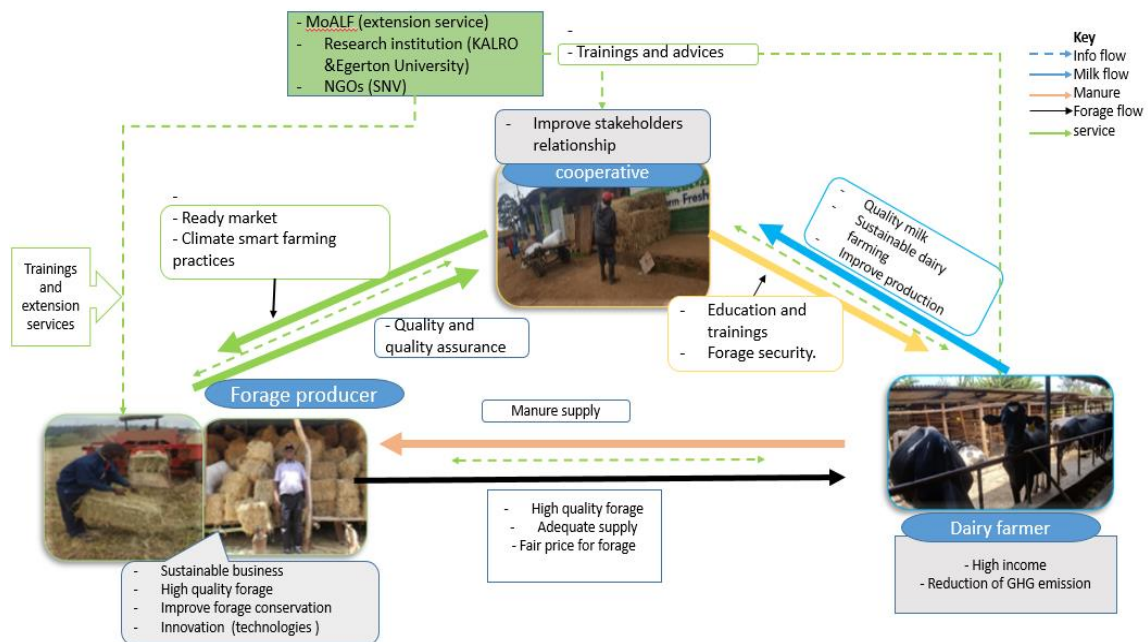 - MoALF (extension service)
- Research institution (KALRO
&Egerton University)
- NGOs (SNV)
-
- Trainings and advices
Key
Info flow
Milk flow
Manure
Forage flow
service
- Improve stakeholders
relationship
cooperative
rm Fresh
-
- Ready market
- Climate smart farming
practices
- Quality milk
- Sustainable dairy
farming
- Improve production
Trainings
and
extension
services
- Quality and
quality assurance
- Education and
trainings
- Forage security.
Forage producer
Manure supply
- High quality forage
- Adequate supply
- Fair price for forage
Dairy farmer
- High income
- Reduction of GHG emission
- Sustainable business
- High quality forage
- Improve forage conservation
- Innovation (technologies )